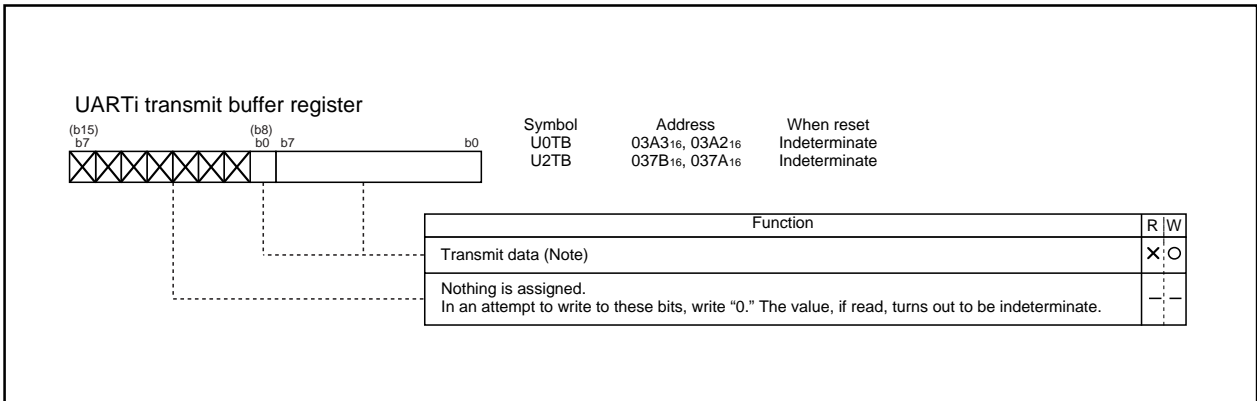 UARTi transmit buffer register
(b15) (b8)
b7 b0 b7 b0
Symbol Address When reset
U0TB 03A316, 03A216 Indeterminate
U2TB 037B16, 037A16 Indeterminate
Function R W
Transmit data (Note) ✕ ○
Nothing is assigned.
In an attempt to write to these bits, write “0.” The value, if read, turns out to be indeterminate. – –